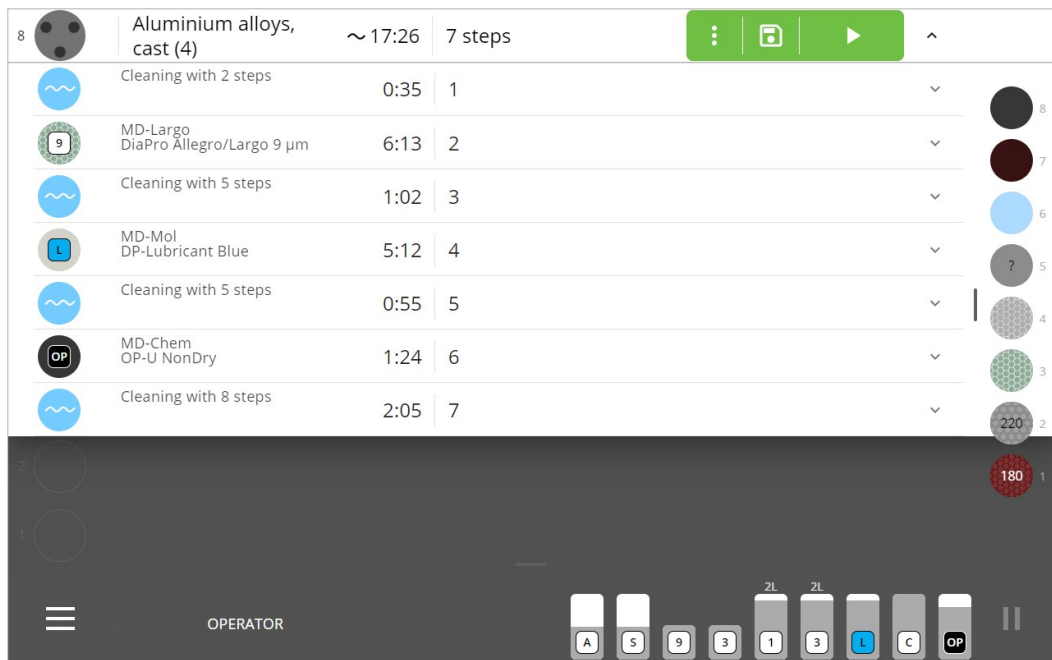 8
Aluminium alloys,
cast (4)
~ 17:26
7 steps
Cleaning with 2 steps
0:35
1
9
MD-Largo
DiaPro Allegro/Largo 9 µm
6:13
2
Cleaning with 5 steps
1:02
3
L
MD-Mol
DP-Lubricant Blue
5:12
4
Cleaning with 5 steps
0:55
5
OP
MD-Chem
OP-U NonDry
1:24
6
Cleaning with 8 steps
2:05
7
8
7
6
? 5
4
3
220 2
180 1
2
1
OPERATOR
2L 2L
A S 9 3 1 3 L C OP